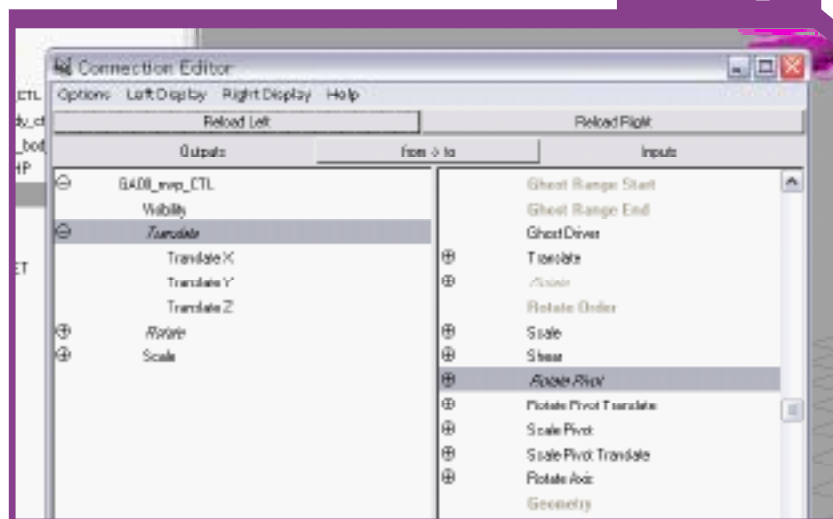 Connection Editor
Options Left Display Right Display Help
Reload Left Reload Right
Outputs from -> to Inputs
Visibility
Translate
Translate X
Translate Y
Translate Z
Rotate
Scale
Ghost Range Start
Ghost Range End
Ghost Driver
Translate
Rotate
Rotate Order
Scale
Shear
Rotate Pivot
Rotate Pivot Translate
Scale Pivot
Scale Pivot Translate
Rotate Axis
Geometry